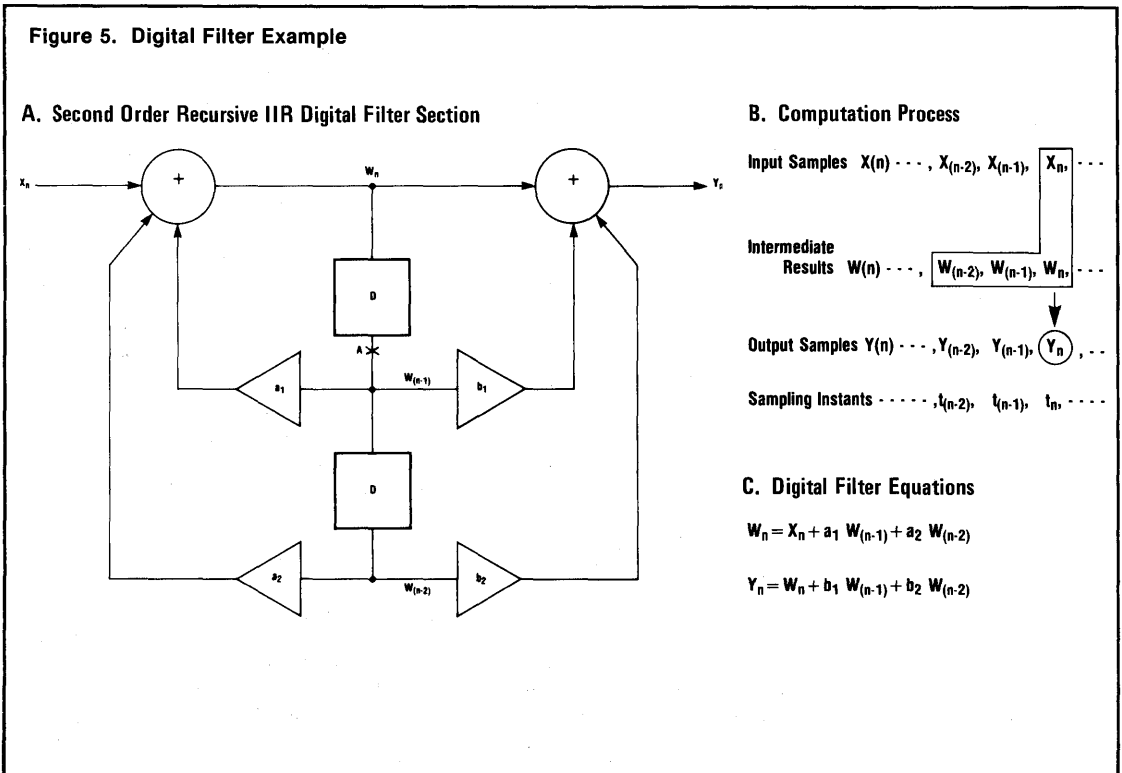 Figure 5. Digital Filter Example
A. Second Order Recursive IIR Digital Filter Section
Xn
+
Wn
+
D
A
a1
W(n-1)
b1
D
a2
W(n-2)
b2
B. Computation Process
Input Samples X(n) - - -, X(n-2), X(n-1), Xn, - - -
Intermediate
Results W(n) - - -, W(n-2), W(n-1), Wn, - - -
Output Samples Y(n) - - - ,Y(n-2), Y(n-1), Yn , - -
Sampling Instants - - - - - ,t(n-2), t(n-1), tn, - - - -
C. Digital Filter Equations
Wn = Xn + a1 W(n-1) + a2 W(n-2)
Yn = Wn + b1 W(n-1) + b2 W(n-2)